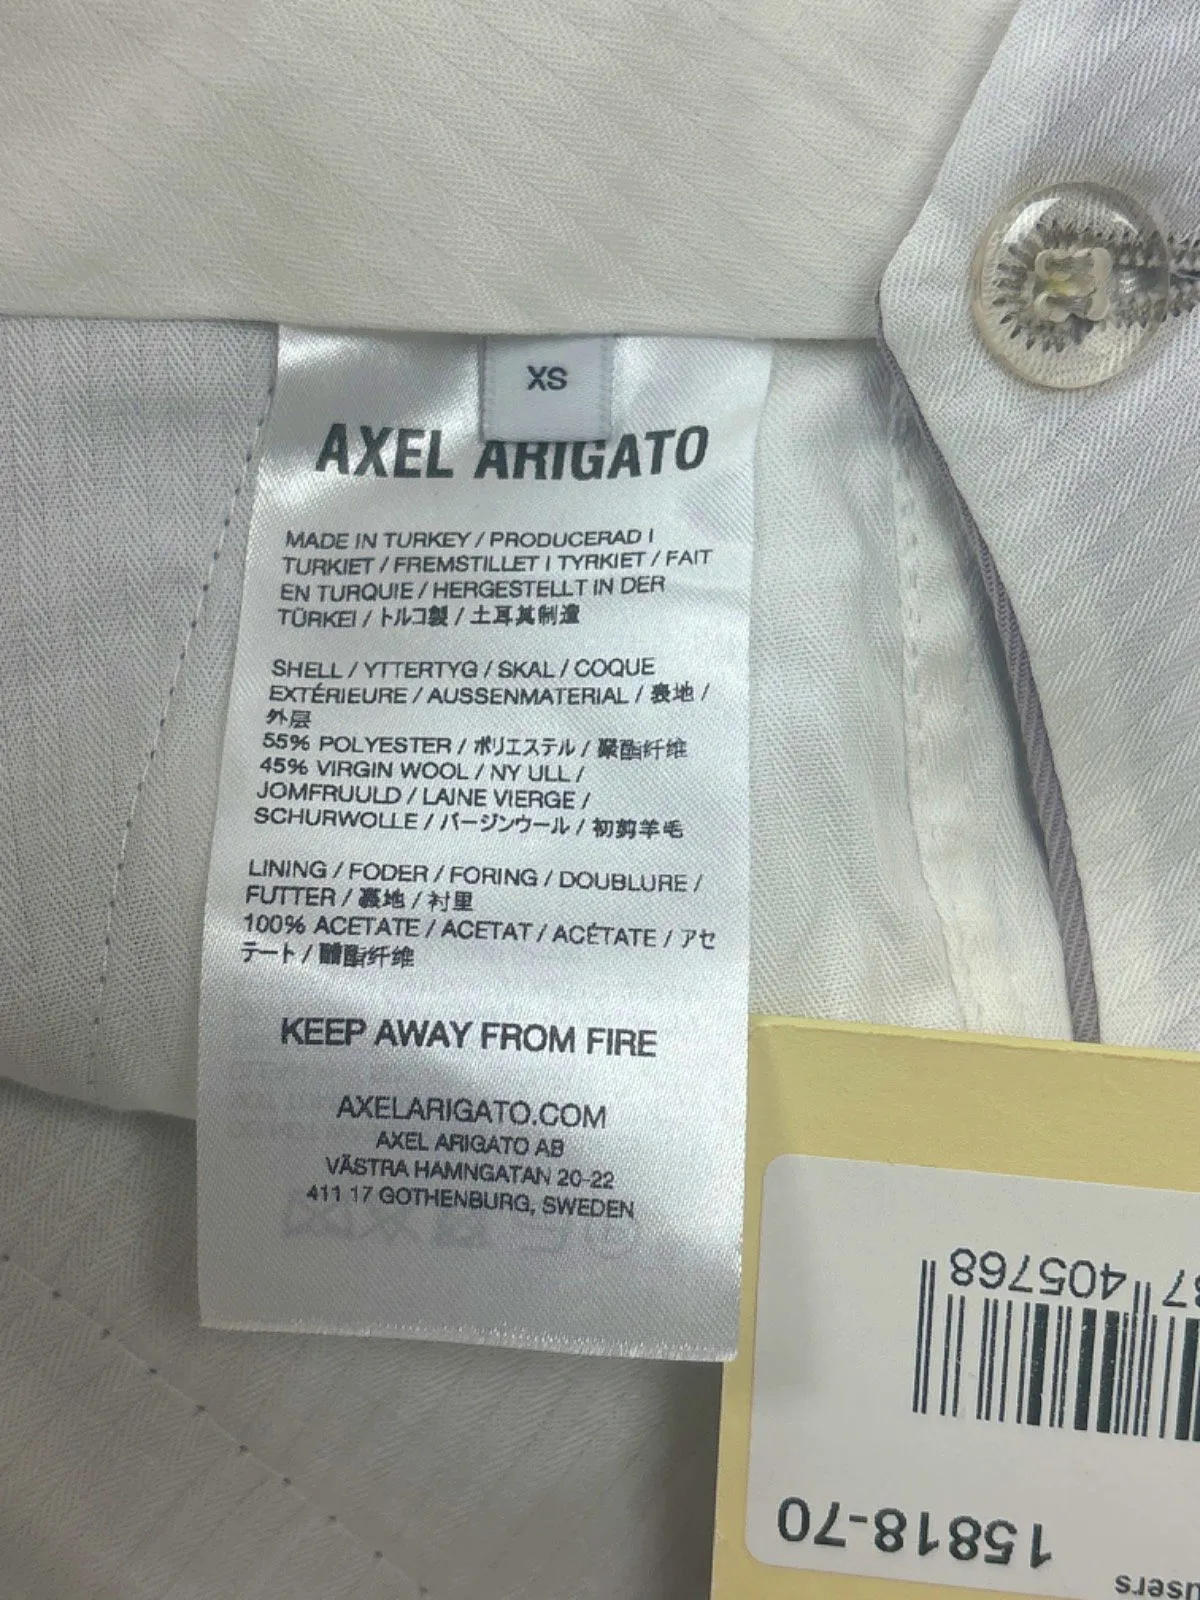 XS
AXEL ARIGATO
MADE IN TURKEY / PRODUCERAD I
TURKIET / FREMSTILLET I TYRKIET / FAIT
EN TURQUIE / HERGESTELLT IN DER
TÜRKEI / トルコ製 / 土耳其制造
SHELL / YTTERTYG / SKAL / COQUE
EXTÉRIEURE / AUSSENMATERIAL / 表地 /
外层
55% POLYESTER / ポリエステル / 聚酯纤维
45% VIRGIN WOOL / NY ULL /
JOMFRUULD / LAINE VIERGE /
SCHURWOLLE / バージンウール / 初剪羊毛
LINING / FODER / FORING / DOUBLURE /
FUTTER / 裏地 / 衬里
100% ACETATE / ACETAT / ACÉTATE / アセ
テート / 醋酯纤维
KEEP AWAY FROM FIRE
AXELARIGATO.COM
AXEL ARIGATO AB
VÄSTRA HAMNGATAN 20-22
411 17 GOTHENBURG, SWEDEN
405768
15818-70